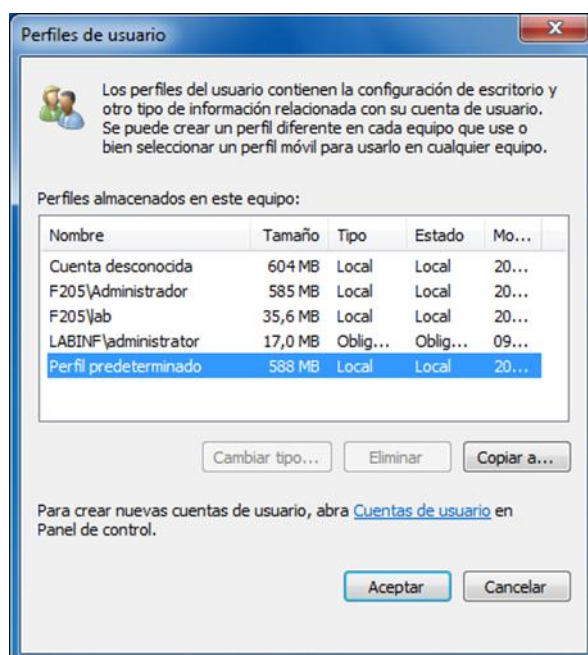 Perfiles de usuario
Los perfiles del usuario contienen la configuración de escritorio y
otro tipo de información relacionada con su cuenta de usuario.
Se puede crear un perfil diferente en cada equipo que use o
bien seleccionar un perfil móvil para usarlo en cualquier equipo.
Perfiles almacenados en este equipo:
Nombre Tamaño Tipo Estado Mo...
Cuenta desconocida 604 MB Local Local 20...
F205\Administrador 585 MB Local Local 20...
F205\lab 35,6 MB Local Local 20...
LABINF\administrator 17,0 MB Oblig... Oblig... 09...
Perfil predeterminado 588 MB Local Local 20...
Cambiar tipo... Eliminar Copiar a...
Para crear nuevas cuentas de usuario, abra Cuentas de usuario en
Panel de control.
Aceptar Cancelar